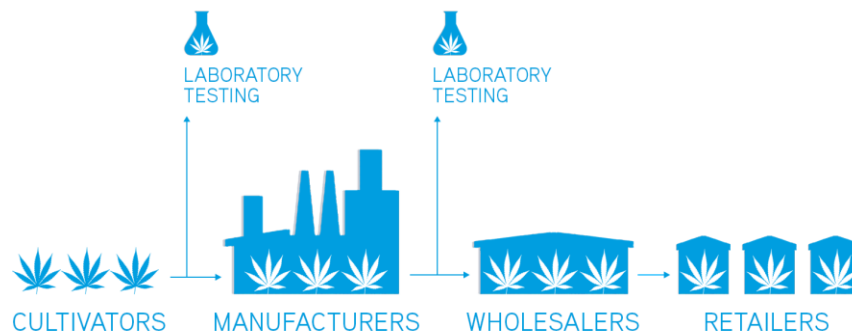 LABORATORY
TESTING
LABORATORY
TESTING
CULTIVATORS
MANUFACTURERS
WHOLESALERS
RETAILERS